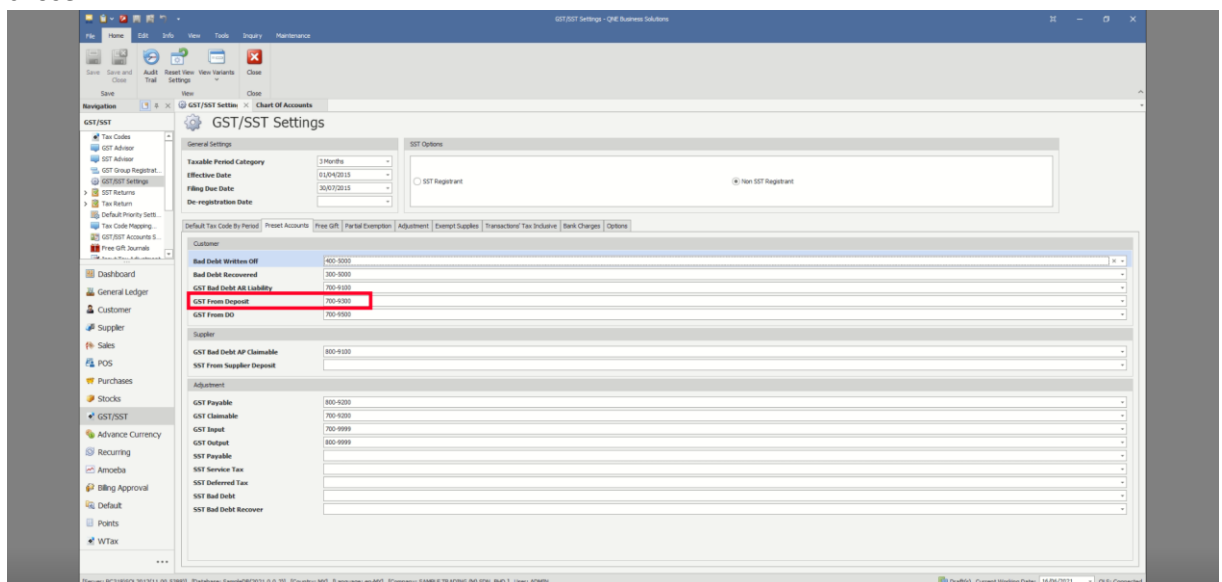 GST/SST Settings - QNE Business Solutions
File Home Edit Info View Tools Inquiry Maintenance
Save Save and Close Audit Trail Reset View Settings View Variants Close
Save View Close
Navigation GST/SST Settin Chart Of Accounts
GST/SST
GST/SST Settings
Tax Codes
GST Advisor
SST Advisor
GST Group Registrat...
GST/SST Settings
SST Returns
Tax Return
Default Priority Setti...
Tax Code Mapping...
GST/SST Accounts S...
Free Gift Journals
Dashboard
General Ledger
Customer
Supplier
Sales
POS
Purchases
Stocks
GST/SST
Advance Currency
Recurring
Amoeba
Billing Approval
Default
Points
WTax
General Settings
Taxable Period Category 3 Months
Effective Date 01/04/2015
Filing Due Date 30/07/2015
De-registration Date
SST Options
SST Registrant Non SST Registrant
Default Tax Code By Period Preset Accounts Free Gift Partial Exemption Adjustment Exempt Supplies Transactions' Tax Inclusive Bank Charges Options
Customer
Bad Debt Written Off 400-5000
Bad Debt Recovered 300-5000
GST Bad Debt AR Liability 700-9100
GST From Deposit 700-9300
GST From DO 700-9500
Supplier
GST Bad Debt AP Claimable 800-9100
SST From Supplier Deposit
Adjustment
GST Payable 800-9200
GST Claimable 700-9200
GST Input 700-9999
GST Output 800-9999
SST Payable
SST Service Tax
SST Deferred Tax
SST Bad Debt
SST Bad Debt Recover
Current Working Date: 16/06/2021